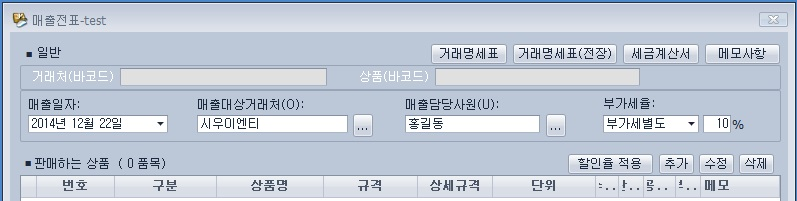 매출전표-test
■ 일반 거래명세표 거래명세표(전장) 세금계산서 메모사항
거래처(바코드) 상품(바코드)
매출일자: 매출대상거래처(O): 매출담당사원(U): 부가세율:
2014년 12월 22일 시우이엔티 ... 홍길동 ... 부가세별도 10 %
■ 판매하는 상품 ( 0 품목) 할인율 적용 추가 수정 삭제
번호 구분 상품명 규격 상세규격 단위 메모